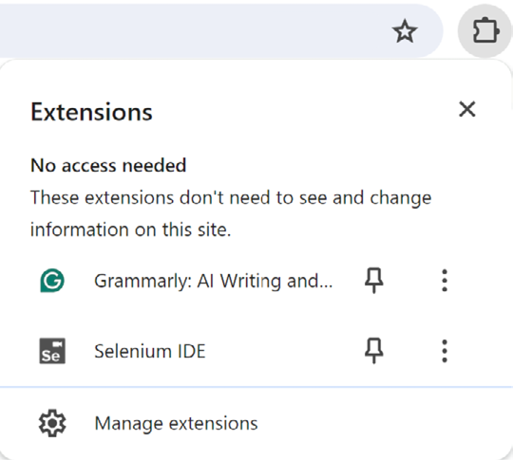 Extensions
No access needed
These extensions don't need to see and change
information on this site.
Grammarly: AI Writing and...
Se
Selenium IDE
Manage extensions